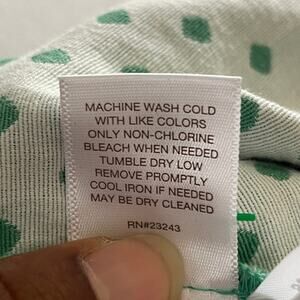 MACHINE WASH COLD
WITH LIKE COLORS
ONLY NON-CHLORINE
BLEACH WHEN NEEDED
TUMBLE DRY LOW
REMOVE PROMPTLY
COOL IRON IF NEEDED
MAY BE DRY CLEANED
RN#23243